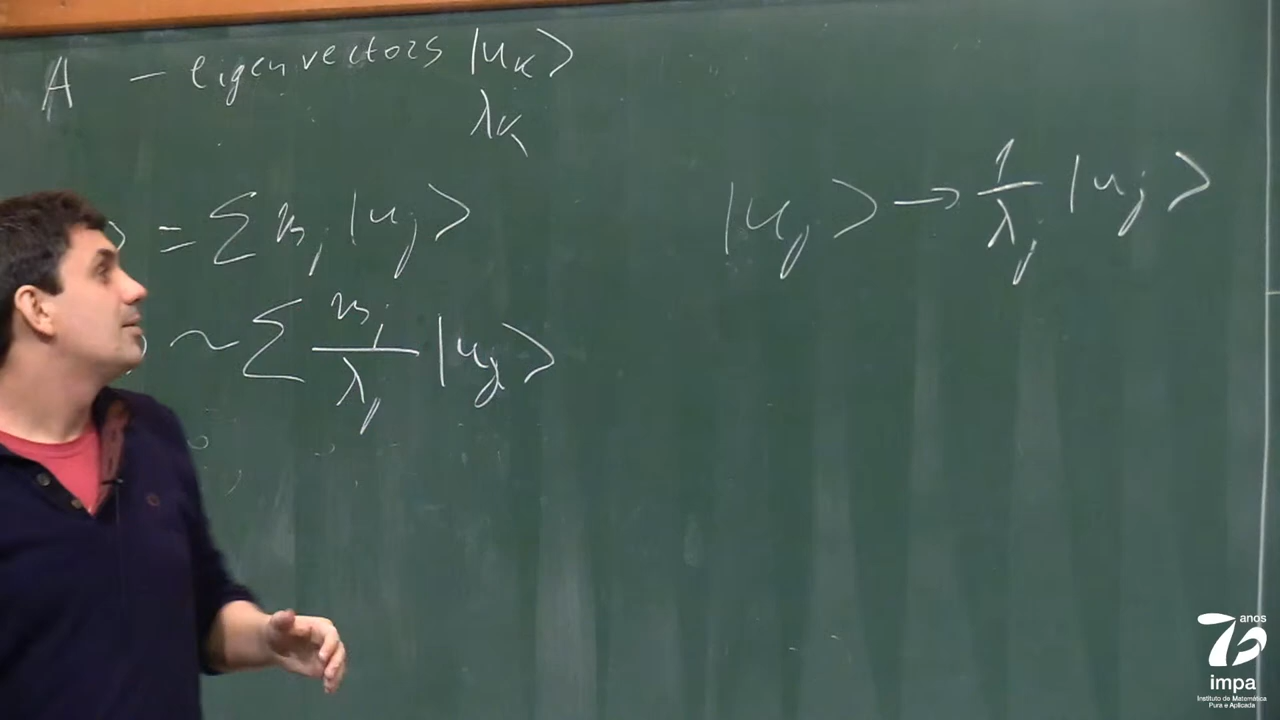 A – eigenvectors |u_k⟩
λ_k
⟩ = Σ b_j |u_j⟩
⟩ ~ Σ b_j/λ_j |u_j⟩
|u_j⟩ → 1/λ_j |u_j⟩
70 anos
impa
Instituto de Matemática
Pura e Aplicada